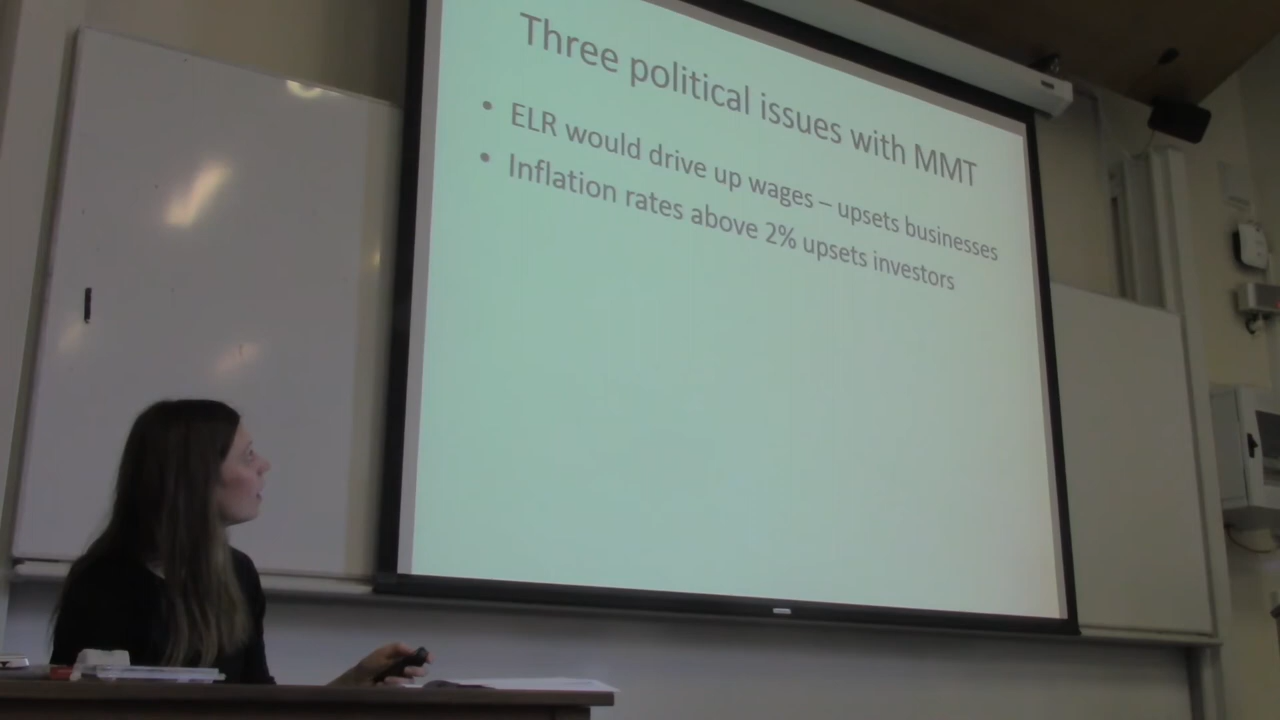 Three political issues with MMT
• ELR would drive up wages – upsets businesses
• Inflation rates above 2% upsets investors